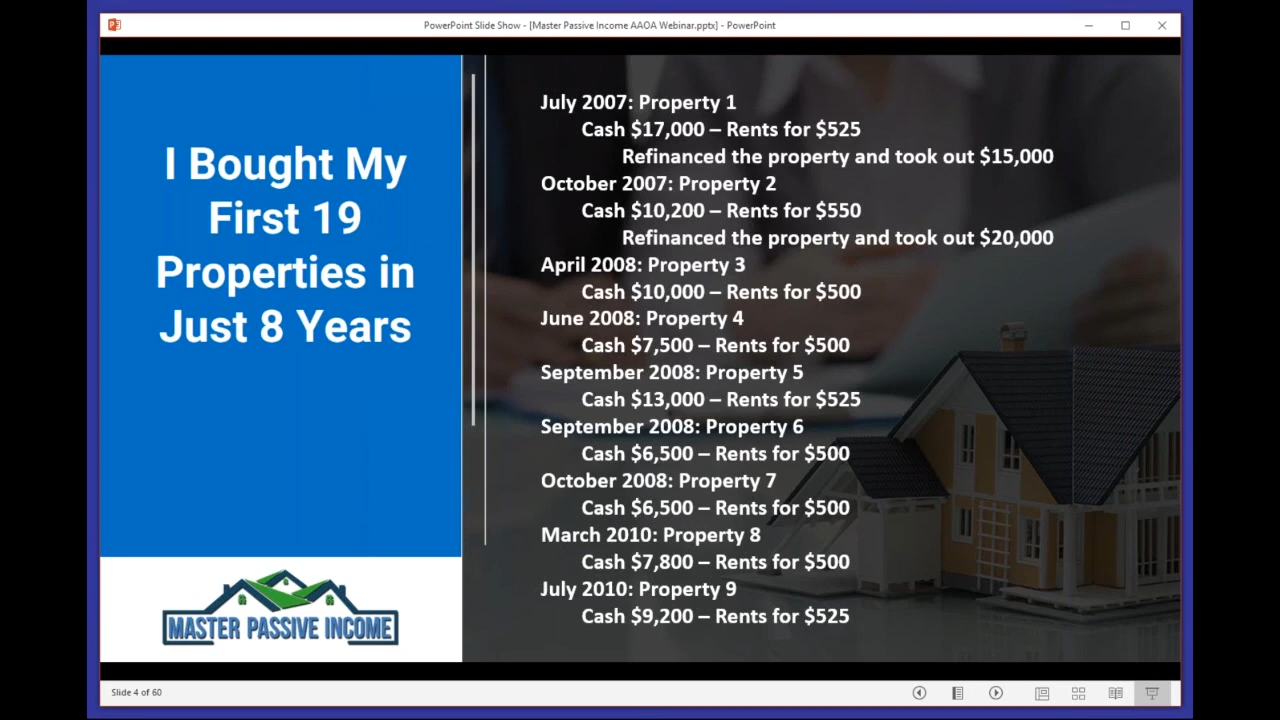 PowerPoint Slide Show - [Master Passive Income AAOA Webinar.pptx] - PowerPoint
I Bought My
First 19
Properties in
Just 8 Years
MASTER PASSIVE INCOME
July 2007: Property 1
Cash $17,000 – Rents for $525
Refinanced the property and took out $15,000
October 2007: Property 2
Cash $10,200 – Rents for $550
Refinanced the property and took out $20,000
April 2008: Property 3
Cash $10,000 – Rents for $500
June 2008: Property 4
Cash $7,500 – Rents for $500
September 2008: Property 5
Cash $13,000 – Rents for $525
September 2008: Property 6
Cash $6,500 – Rents for $500
October 2008: Property 7
Cash $6,500 – Rents for $500
March 2010: Property 8
Cash $7,800 – Rents for $500
July 2010: Property 9
Cash $9,200 – Rents for $525
Slide 4 of 60